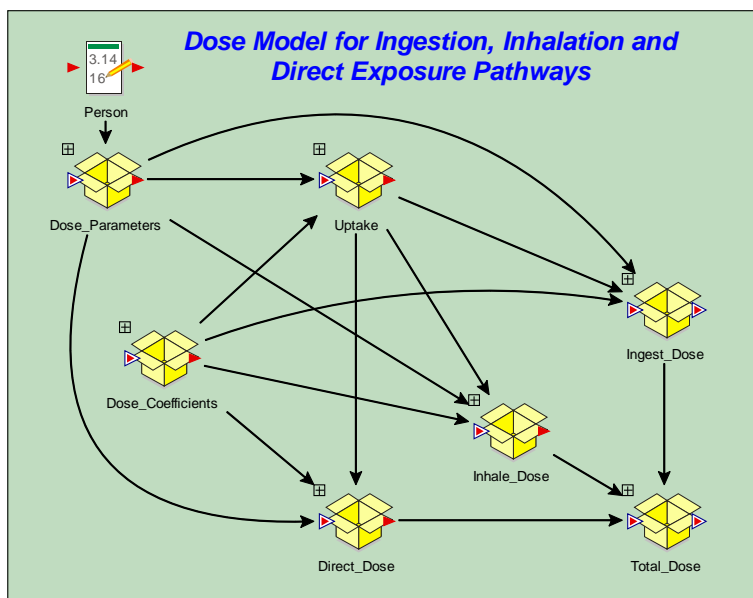 Dose Model for Ingestion, Inhalation and
Direct Exposure Pathways
3.14
16
Person
Dose_Parameters
Uptake
Ingest_Dose
Dose_Coefficients
Inhale_Dose
Direct_Dose
Total_Dose